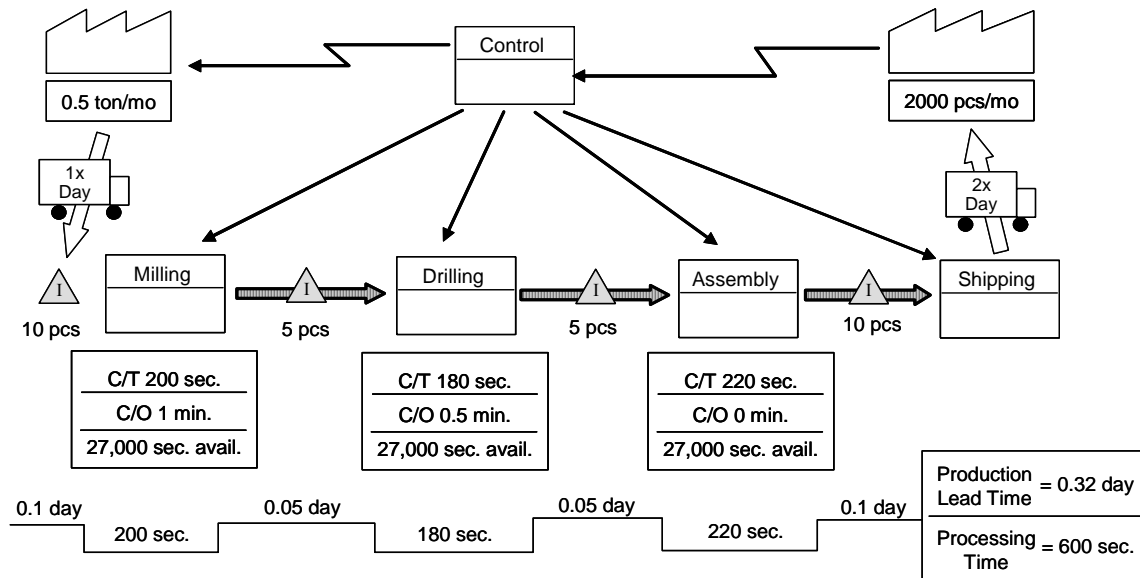 Control
0.5 ton/mo
2000 pcs/mo
1x
Day
2x
Day
I
Milling
I
Drilling
I
Assembly
I
Shipping
10 pcs
5 pcs
5 pcs
10 pcs
C/T 200 sec.
C/O 1 min.
27,000 sec. avail.
C/T 180 sec.
C/O 0.5 min.
27,000 sec. avail.
C/T 220 sec.
C/O 0 min.
27,000 sec. avail.
0.1 day
200 sec.
0.05 day
180 sec.
0.05 day
220 sec.
0.1 day
Production
Lead Time = 0.32 day
Processing
Time = 600 sec.